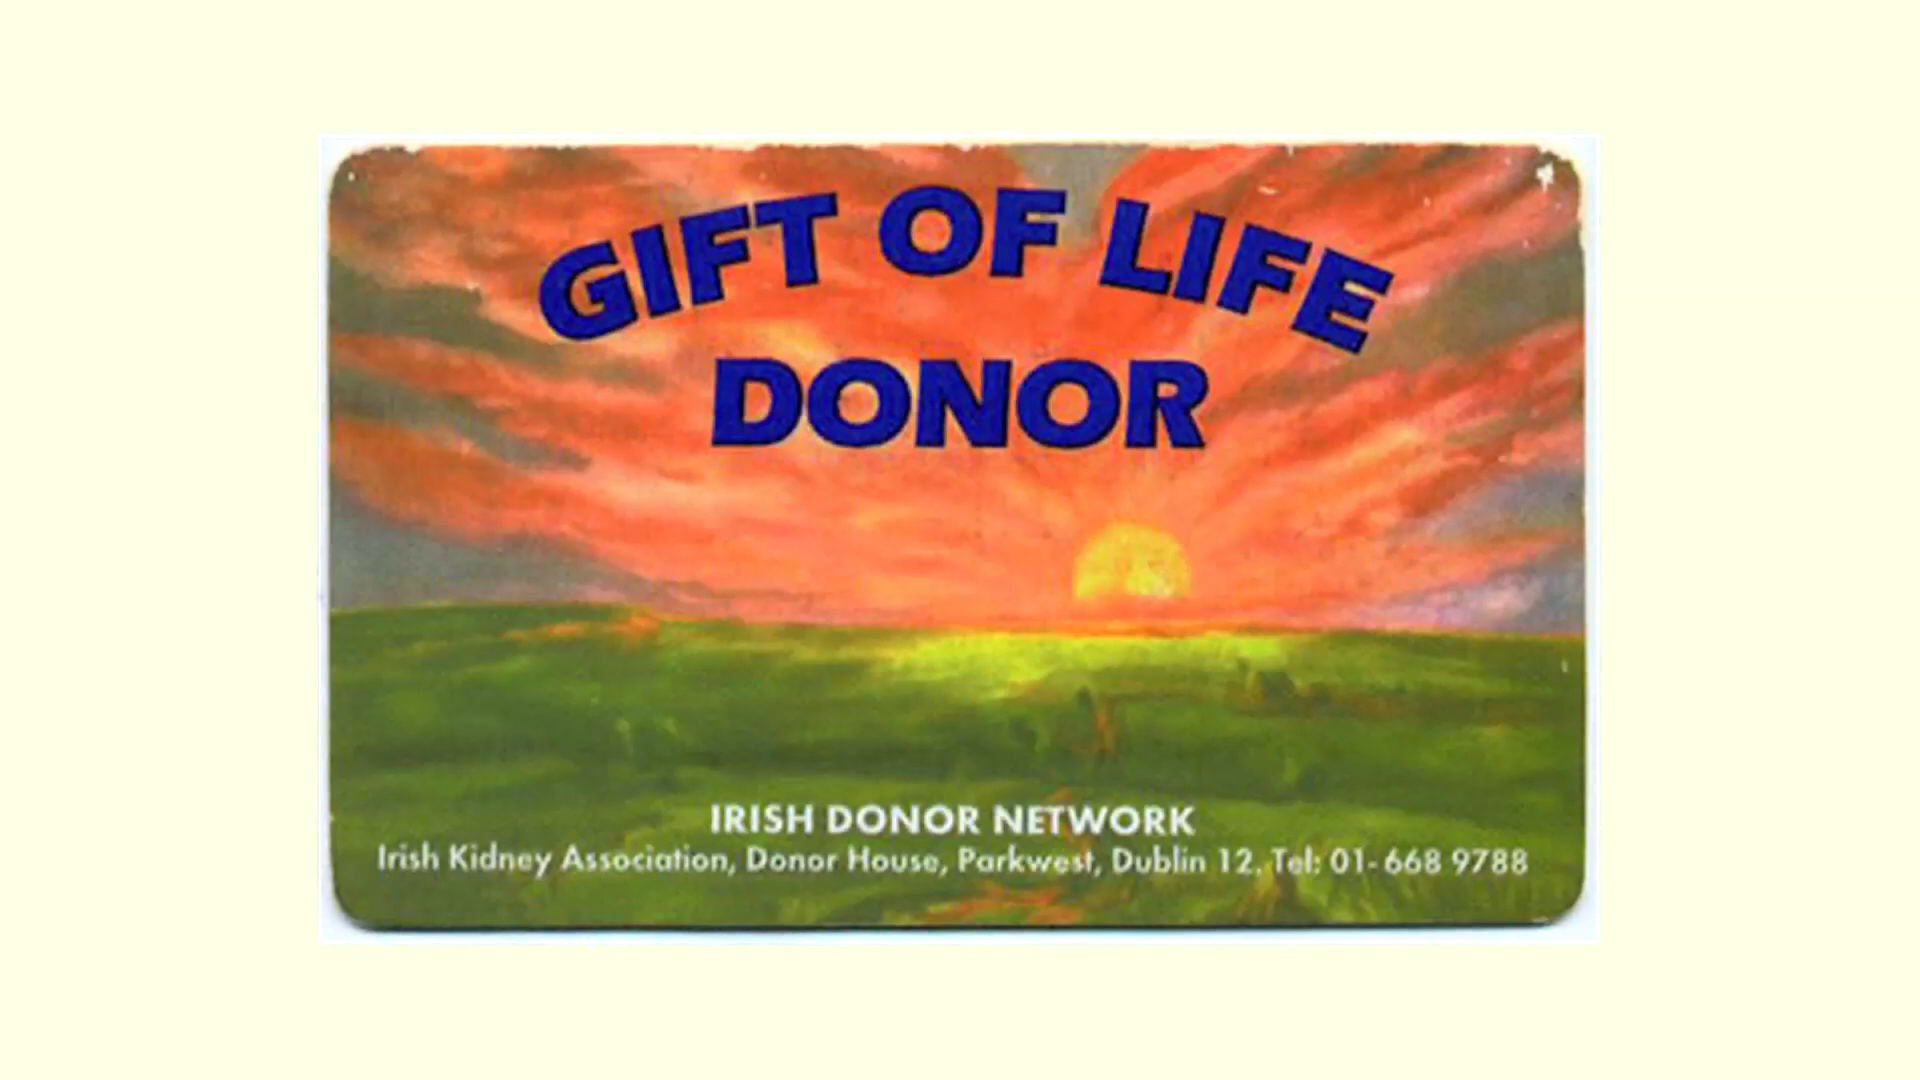 GIFT OF LIFE
DONOR
IRISH DONOR NETWORK
Irish Kidney Association, Donor House, Parkwest, Dublin 12. Tel: 01- 668 9788